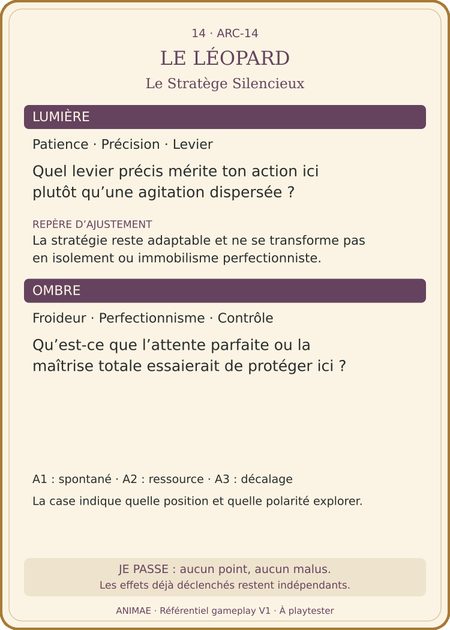 14 · ARC-14
LE LÉOPARD
Le Stratège Silencieux
LUMIÈRE
Patience · Précision · Levier
Quel levier précis mérite ton action ici
plutôt qu’une agitation dispersée ?
REPÈRE D’AJUSTEMENT
La stratégie reste adaptable et ne se transforme pas
en isolement ou immobilisme perfectionniste.
OMBRE
Froideur · Perfectionnisme · Contrôle
Qu’est-ce que l’attente parfaite ou la
maîtrise totale essaierait de protéger ici ?
A1 : spontané · A2 : ressource · A3 : décalage
La case indique quelle position et quelle polarité explorer.
JE PASSE : aucun point, aucun malus.
Les effets déjà déclenchés restent indépendants.
ANIMAE · Référentiel gameplay V1 · À playtester